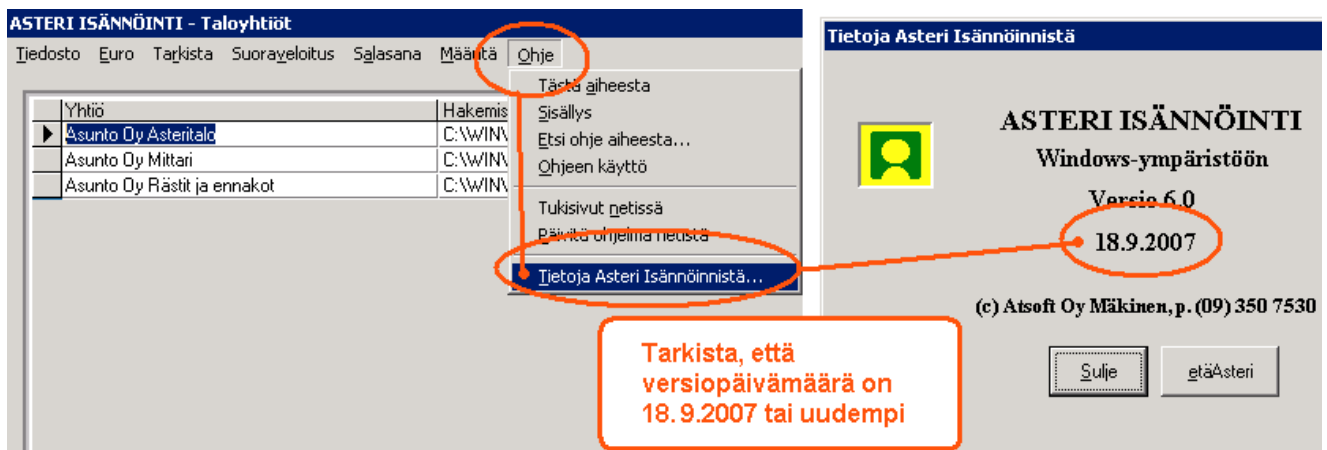 ASTERI ISÄNNÖINTI - Taloyhtiöt
Tiedosto Euro Tarkista Suoraveloitus Salasana Määritä Ohje
Yhtiö Hakemis
Asunto Oy Asteritalo C:\WIN\
Asunto Oy Mittari C:\WIN\
Asunto Oy Rästit ja ennakot C:\WIN\
Tästä aiheesta
Sisällys
Etsi ohje aiheesta...
Ohjeen käyttö
Tukisivut netissä
Päivitä ohjelma netistä
Tietoja Asteri Isännöinnistä...
Tarkista, että
versiopäivämäärä on
18.9.2007 tai uudempi
Tietoja Asteri Isännöinnistä
ASTERI ISÄNNÖINTI
Windows-ympäristöön
Versio 6.0
18.9.2007
(c) Atsoft Oy Mäkinen, p. (09) 350 7530
Sulje etäAsteri